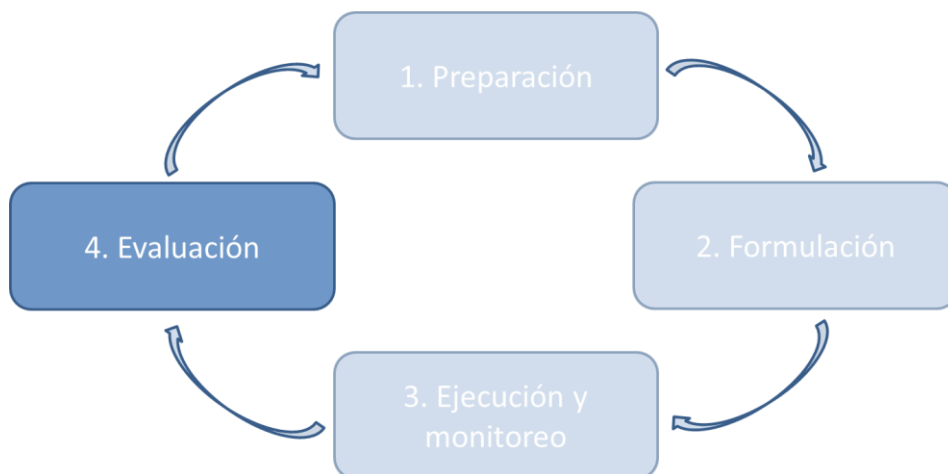 1. Preparación
4. Evaluación
2. Formulación
3. Ejecución y
monitoreo